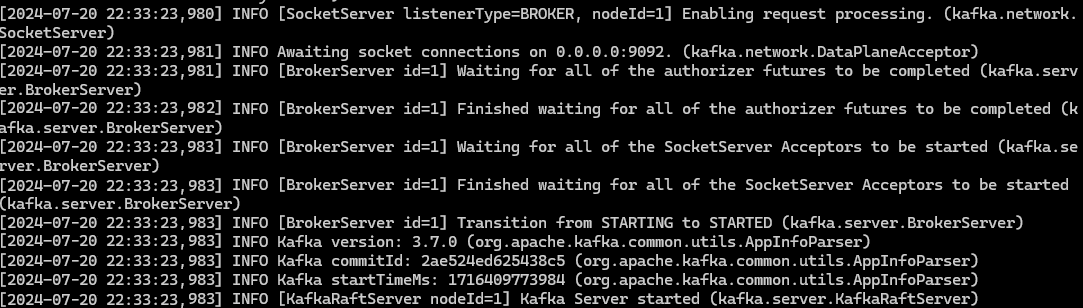 [2024-07-20 22:33:23,980] INFO [SocketServer listenerType=BROKER, nodeId=1] Enabling request processing. (kafka.network.
SocketServer)
[2024-07-20 22:33:23,981] INFO Awaiting socket connections on 0.0.0.0:9092. (kafka.network.DataPlaneAcceptor)
[2024-07-20 22:33:23,981] INFO [BrokerServer id=1] Waiting for all of the authorizer futures to be completed (kafka.serv
er.BrokerServer)
[2024-07-20 22:33:23,982] INFO [BrokerServer id=1] Finished waiting for all of the authorizer futures to be completed (k
afka.server.BrokerServer)
[2024-07-20 22:33:23,983] INFO [BrokerServer id=1] Waiting for all of the SocketServer Acceptors to be started (kafka.se
rver.BrokerServer)
[2024-07-20 22:33:23,983] INFO [BrokerServer id=1] Finished waiting for all of the SocketServer Acceptors to be started
(kafka.server.BrokerServer)
[2024-07-20 22:33:23,983] INFO [BrokerServer id=1] Transition from STARTING to STARTED (kafka.server.BrokerServer)
[2024-07-20 22:33:23,983] INFO Kafka version: 3.7.0 (org.apache.kafka.common.utils.AppInfoParser)
[2024-07-20 22:33:23,983] INFO Kafka commitId: 2ae524ed625438c5 (org.apache.kafka.common.utils.AppInfoParser)
[2024-07-20 22:33:23,983] INFO Kafka startTimeMs: 1716409773984 (org.apache.kafka.common.utils.AppInfoParser)
[2024-07-20 22:33:23,983] INFO [KafkaRaftServer nodeId=1] Kafka Server started (kafka.server.KafkaRaftServer)